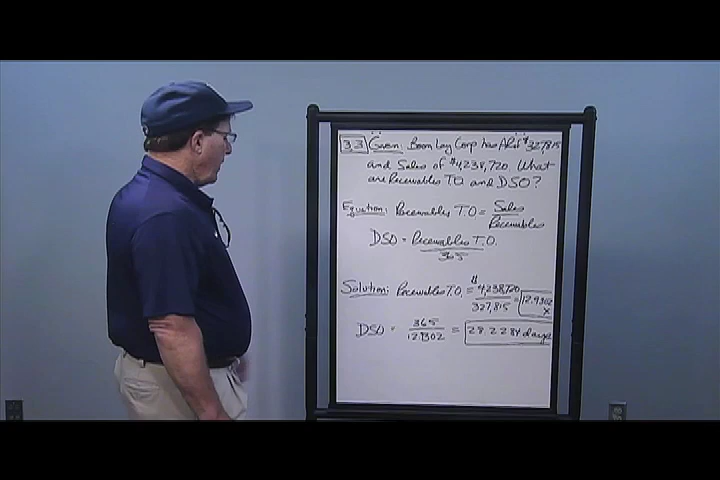 3.3 Given: Boom Lay Corp has A/R of $327,815
and Sales of $4,238,720. What
are Receivables T.O and DSO?
Equation: Receivables T.O = Sales
Receivables
DSO = Receivables T.O.
365
Solution: Receivables T.O. = $4,238,720
327,815 = 12.9302 X
DSO = 365
12.9302 = 28.2284 days